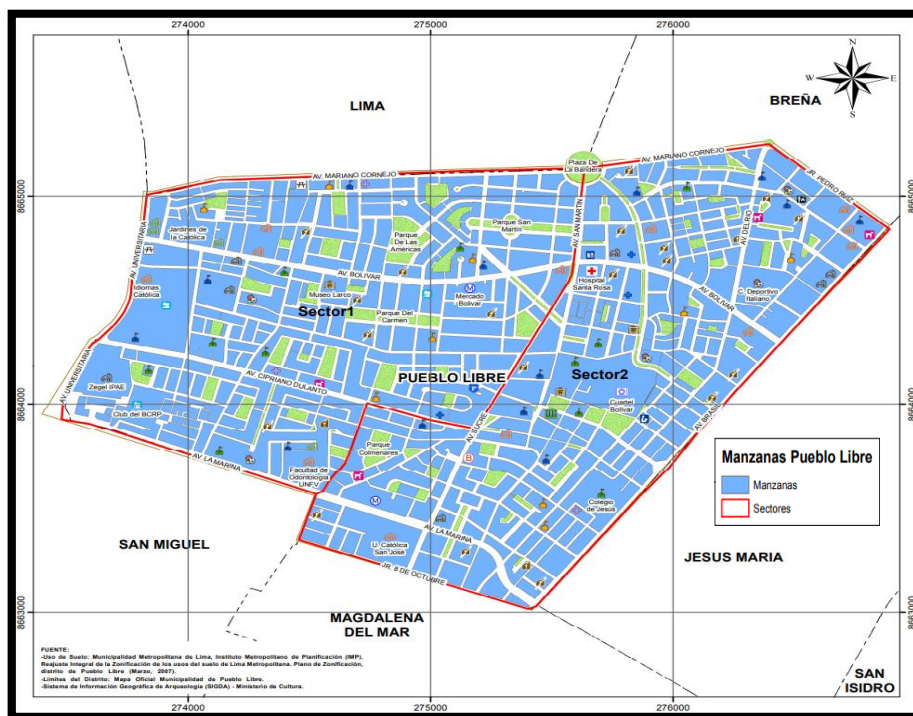 274000
275000
276000
N
W
E
S
LIMA
BREÑA
Plaza De
La Bandera
AV. MARIANO CORNEJO
AV. MARIANO CORNEJO
JR. PEDRO RUIZ
8665000
8665000
AV. UNIVERSITARIA
Jardines de
la Católica
Parque
De Las
Américas
Parque San
Martín
AV. SAN MARTIN
AV. DELRIO
AV. BOLIVAR
Hospital
Santa Rosa
AV. BOLIVAR
C. Deportivo
Italiano
Idiomas
Católica
Museo Larco
Mercado
Bolivar
Sector1
Parque Del
Carmen
PUEBLO LIBRE
Sector2
AV. UNIVERSITARIA
Zegel IPAE
AV. CIPRIANO DULANTO
Cuartel
Bolívar
8664000
8664000
Club del BCRP
AV. SUCRE
AV. BRASIL
Parque
Colmenares
AV. LA MARINA
Facultad de
Odontología
UNFV
B
Manzanas Pueblo Libre
Manzanas
Sectores
Colegio
de Jesús
M
M
AV. LA MARINA
U. Católica
San José
SAN MIGUEL
JR. 8 DE OCTUBRE
JESUS MARIA
8663000
8663000
MAGDALENA
DEL MAR
SAN
ISIDRO
FUENTE:
-Uso de Suelo: Municipalidad Metropolitana de Lima, Instituto Metropolitano de Planificación (IMP).
Reajuste Integral de la Zonificación de los usos del suelo de Lima Metropolitana. Plano de Zonificación,
distrito de Pueblo Libre (Marzo, 2007).
-Límites del Distrito: Mapa Oficial Municipalidad de Pueblo Libre.
-Sistema de Información Geográfica de Arqueología (SIGDA) - Ministerio de Cultura.
274000
275000
276000